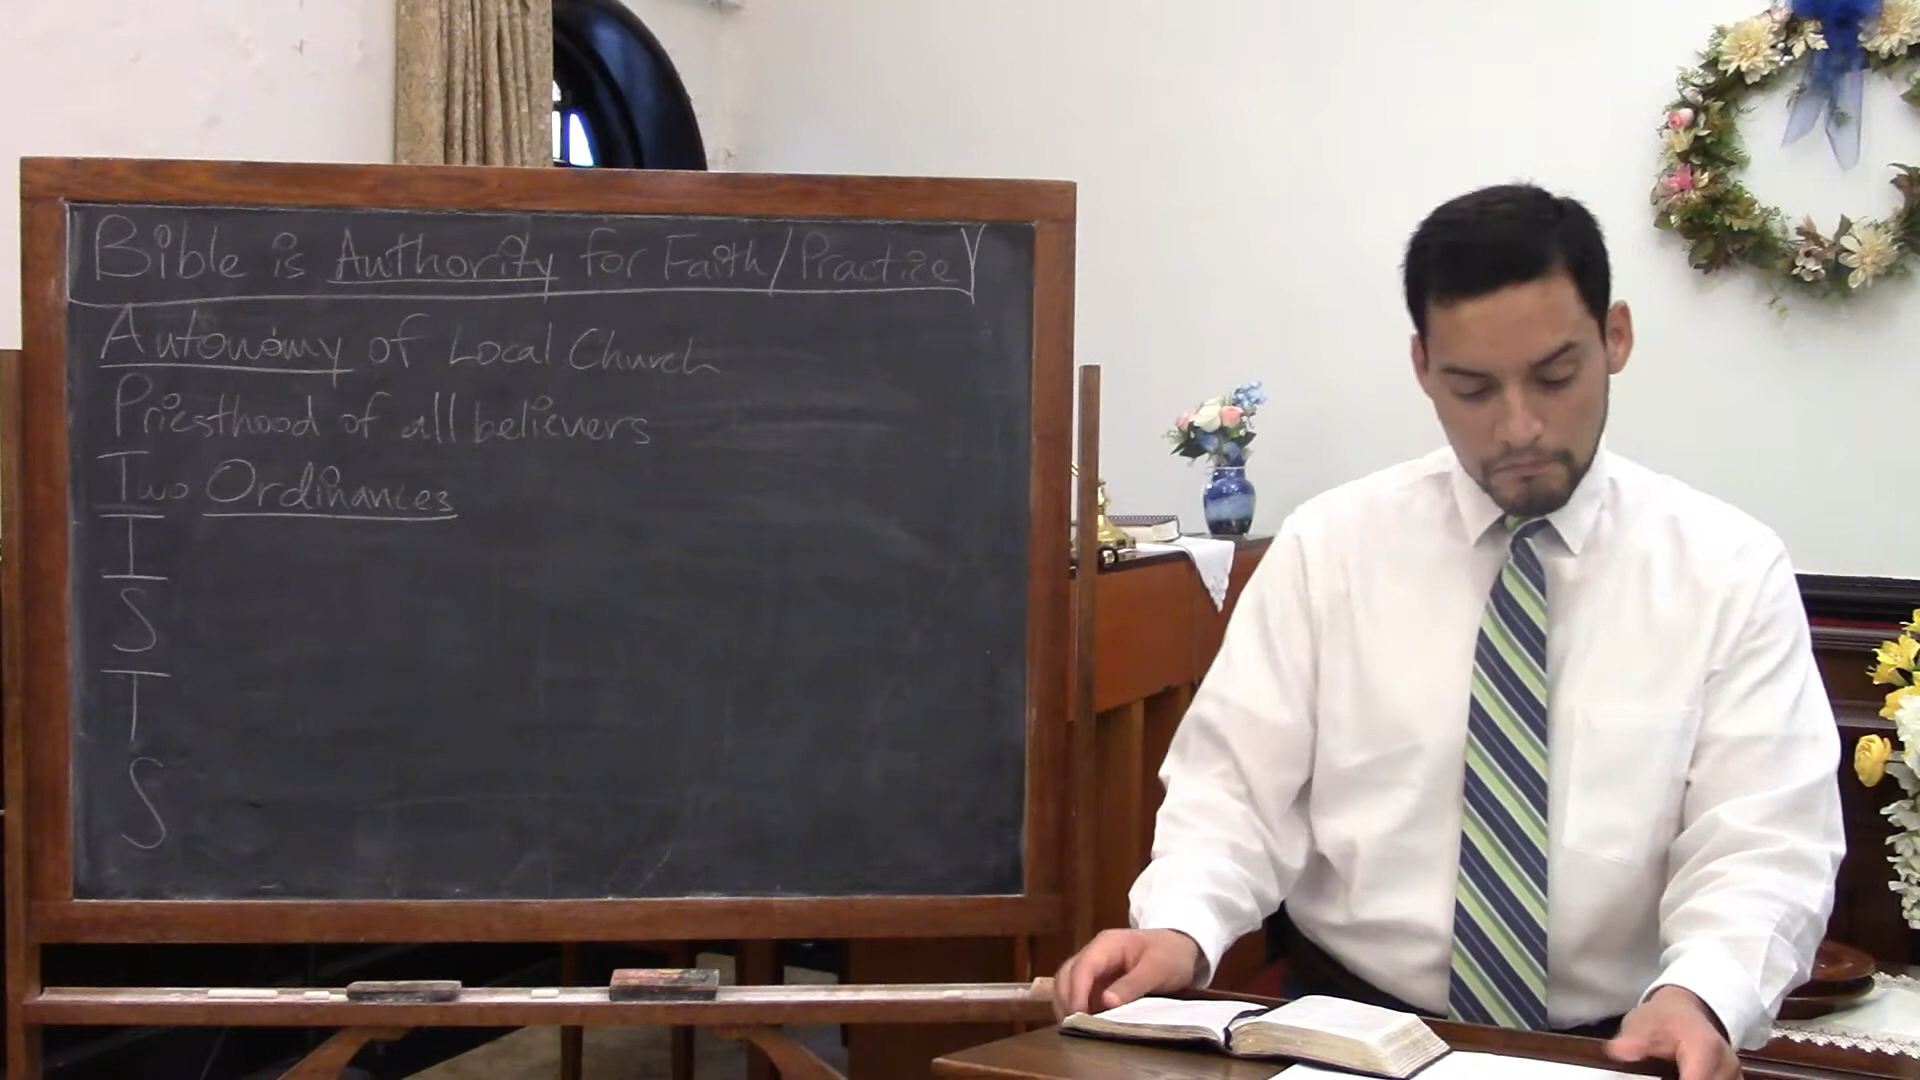 Bible is Authority for Faith/Practice
Autonomy of Local Church
Priesthood of all believers
Two Ordinances
I
S
T
S